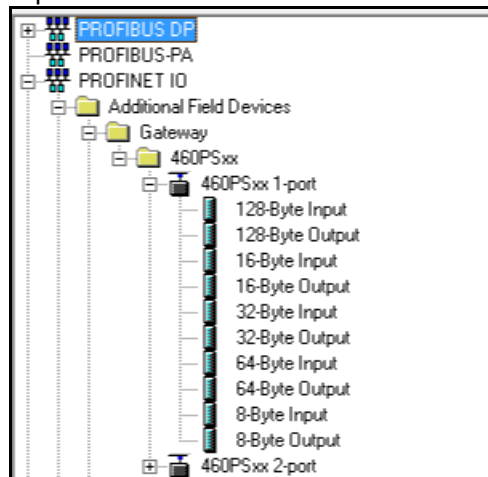 PROFIBUS DP
PROFIBUS-PA
PROFINET IO
Additional Field Devices
Gateway
460PSxx
460PSxx 1-port
128-Byte Input
128-Byte Output
16-Byte Input
16-Byte Output
32-Byte Input
32-Byte Output
64-Byte Input
64-Byte Output
8-Byte Input
8-Byte Output
460PSxx 2-port